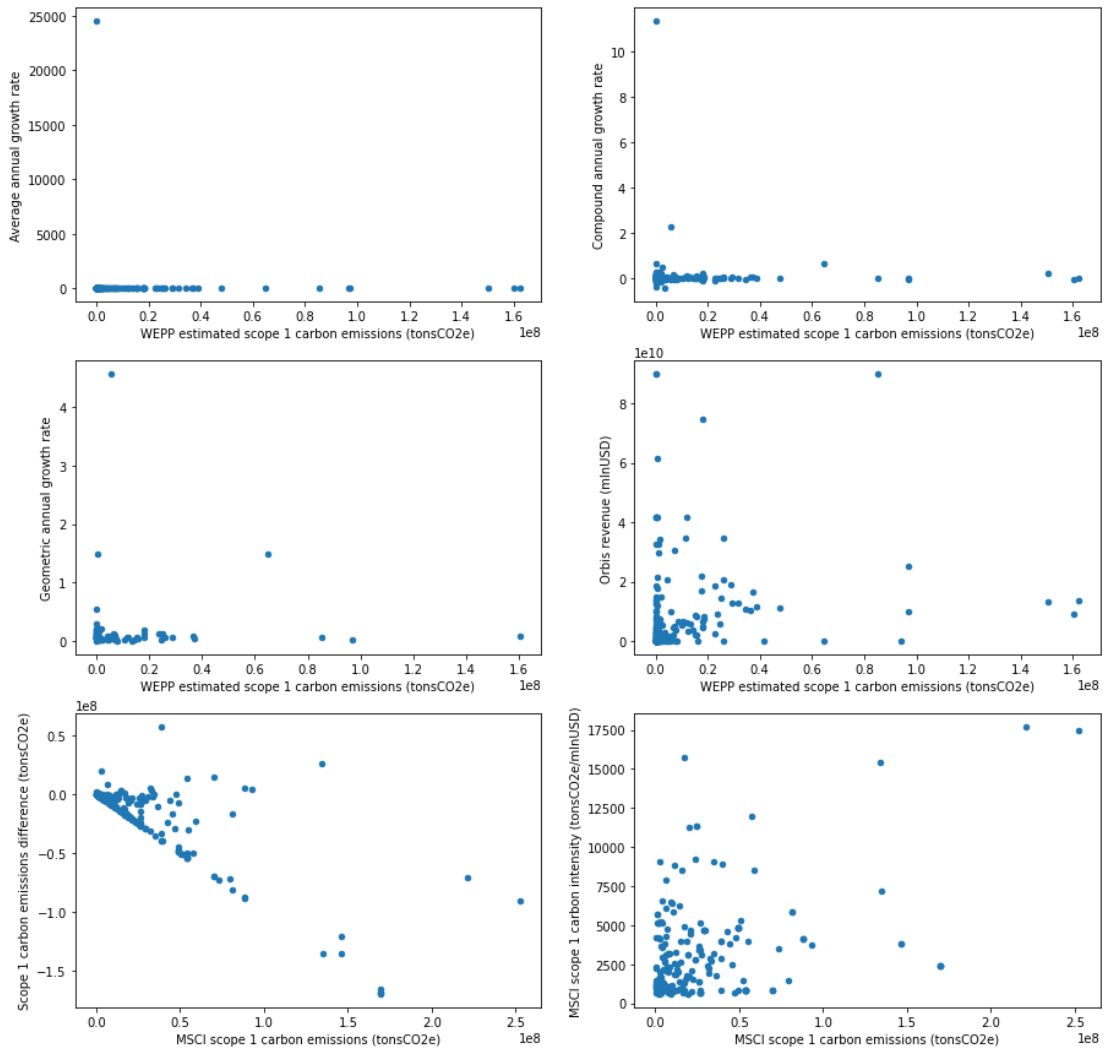 25000
20000
15000
10000
5000
0
Average annual growth rate
0.0 0.2 0.4 0.6 0.8 1.0 1.2 1.4 1.6
1e8
WEPP estimated scope 1 carbon emissions (tonsCO2e)
10
8
6
4
2
0
Compound annual growth rate
0.0 0.2 0.4 0.6 0.8 1.0 1.2 1.4 1.6
1e8
WEPP estimated scope 1 carbon emissions (tonsCO2e)
4
3
2
1
0
Geometric annual growth rate
0.0 0.2 0.4 0.6 0.8 1.0 1.2 1.4 1.6
1e8
WEPP estimated scope 1 carbon emissions (tonsCO2e)
1e10
8
6
4
2
0
Orbis revenue (mlnUSD)
0.0 0.2 0.4 0.6 0.8 1.0 1.2 1.4 1.6
1e8
WEPP estimated scope 1 carbon emissions (tonsCO2e)
1e8
0.5
0.0
−0.5
−1.0
−1.5
Scope 1 carbon emissions difference (tonsCO2e)
0.0 0.5 1.0 1.5 2.0 2.5
1e8
MSCI scope 1 carbon emissions (tonsCO2e)
17500
15000
12500
10000
7500
5000
2500
0
MSCI scope 1 carbon intensity (tonsCO2e/mlnUSD)
0.0 0.5 1.0 1.5 2.0 2.5
1e8
MSCI scope 1 carbon emissions (tonsCO2e)